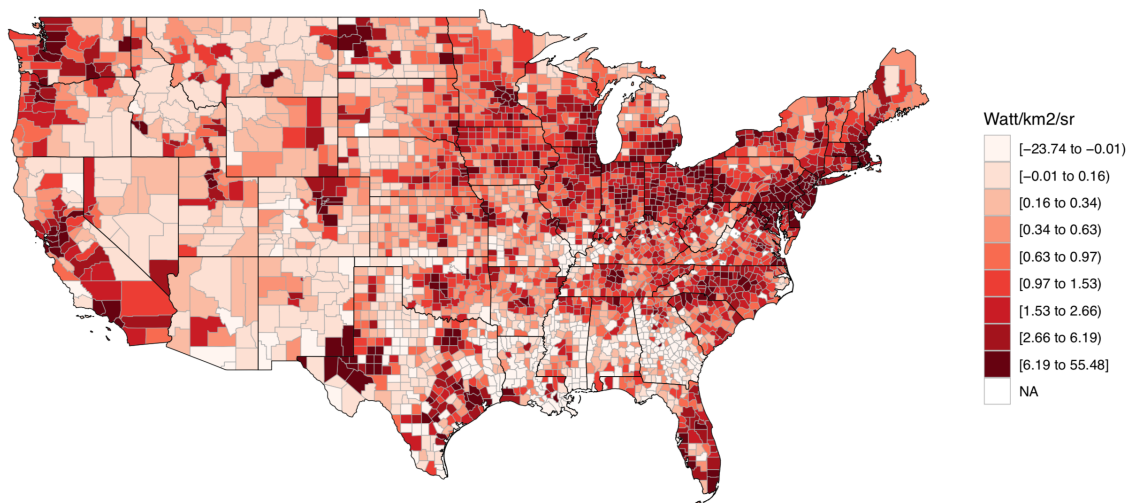 Watt/km2/sr
[−23.74 to −0.01)
[−0.01 to 0.16)
[0.16 to 0.34)
[0.34 to 0.63)
[0.63 to 0.97)
[0.97 to 1.53)
[1.53 to 2.66)
[2.66 to 6.19)
[6.19 to 55.48]
NA